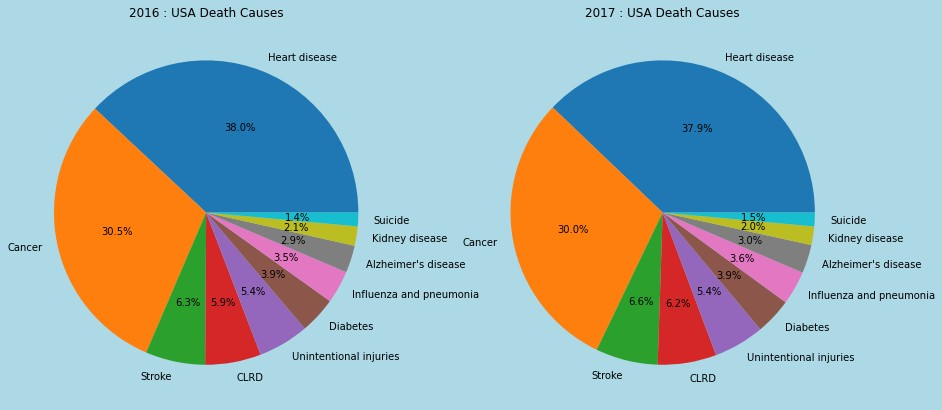 2016 : USA Death Causes
Heart disease
38.0%
Cancer
30.5%
Stroke
6.3%
CLRD
5.9%
Unintentional injuries
5.4%
Diabetes
3.9%
Influenza and pneumonia
3.5%
Alzheimer's disease
2.9%
Kidney disease
2.1%
Suicide
1.4%
2017 : USA Death Causes
Heart disease
37.9%
Cancer
30.0%
Stroke
6.6%
CLRD
6.2%
Unintentional injuries
5.4%
Diabetes
3.9%
Influenza and pneumonia
3.6%
Alzheimer's disease
3.0%
Kidney disease
2.0%
Suicide
1.5%